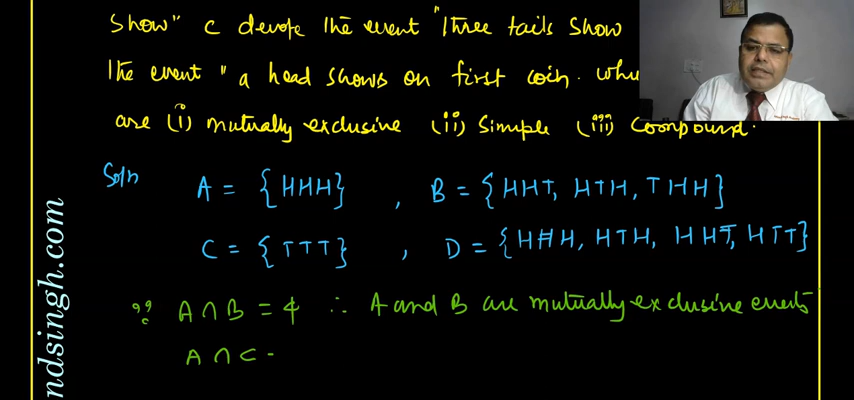 show" C denote the event "Three tails show
the event " a head shows on first coin.
are (i) mutually exclusive (ii) Simple (iii) Compound.
Soln A = {HHH}, B = {HHT, HTH, THH}
C = {TTT}, D = {HHH, HTH, HHT, HTT}
∵ A∩B = ϕ ∴ A and B are mutually exclusive events
A ∩ C -
ndsingh.com